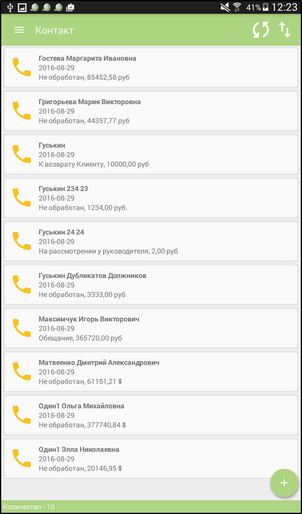 41% 12:23
Контакт
Гостева Маргарита Ивановна
2016-08-29
Не обработан, 85452,58 руб
Григорьева Мария Викторовна
2016-08-29
Не обработан, 44357,77 руб
Гуськин
2016-08-29
К возврату Клиенту, 10000,00 руб
Гуськин 234 23
2016-08-29
Не обработан, 1234,00 руб.
Гуськин 24 24
2016-08-29
На рассмотрении у руководителя, 2,00 руб
Гуськин Дубликатов Должников
2016-08-29
Не обработан, 3333,00 руб
Максимчук Игорь Викторович
2016-08-29
Обещание, 365720,00 руб
Матвеенко Дмитрий Александрович
2016-08-29
Не обработан, 61151,21 $
Один1 Ольга Михайловна
2016-08-29
Не обработан, 377740,84 $
Один1 Элла Николаевна
2016-08-29
Не обработан, 20146,95 $
Количество - 10